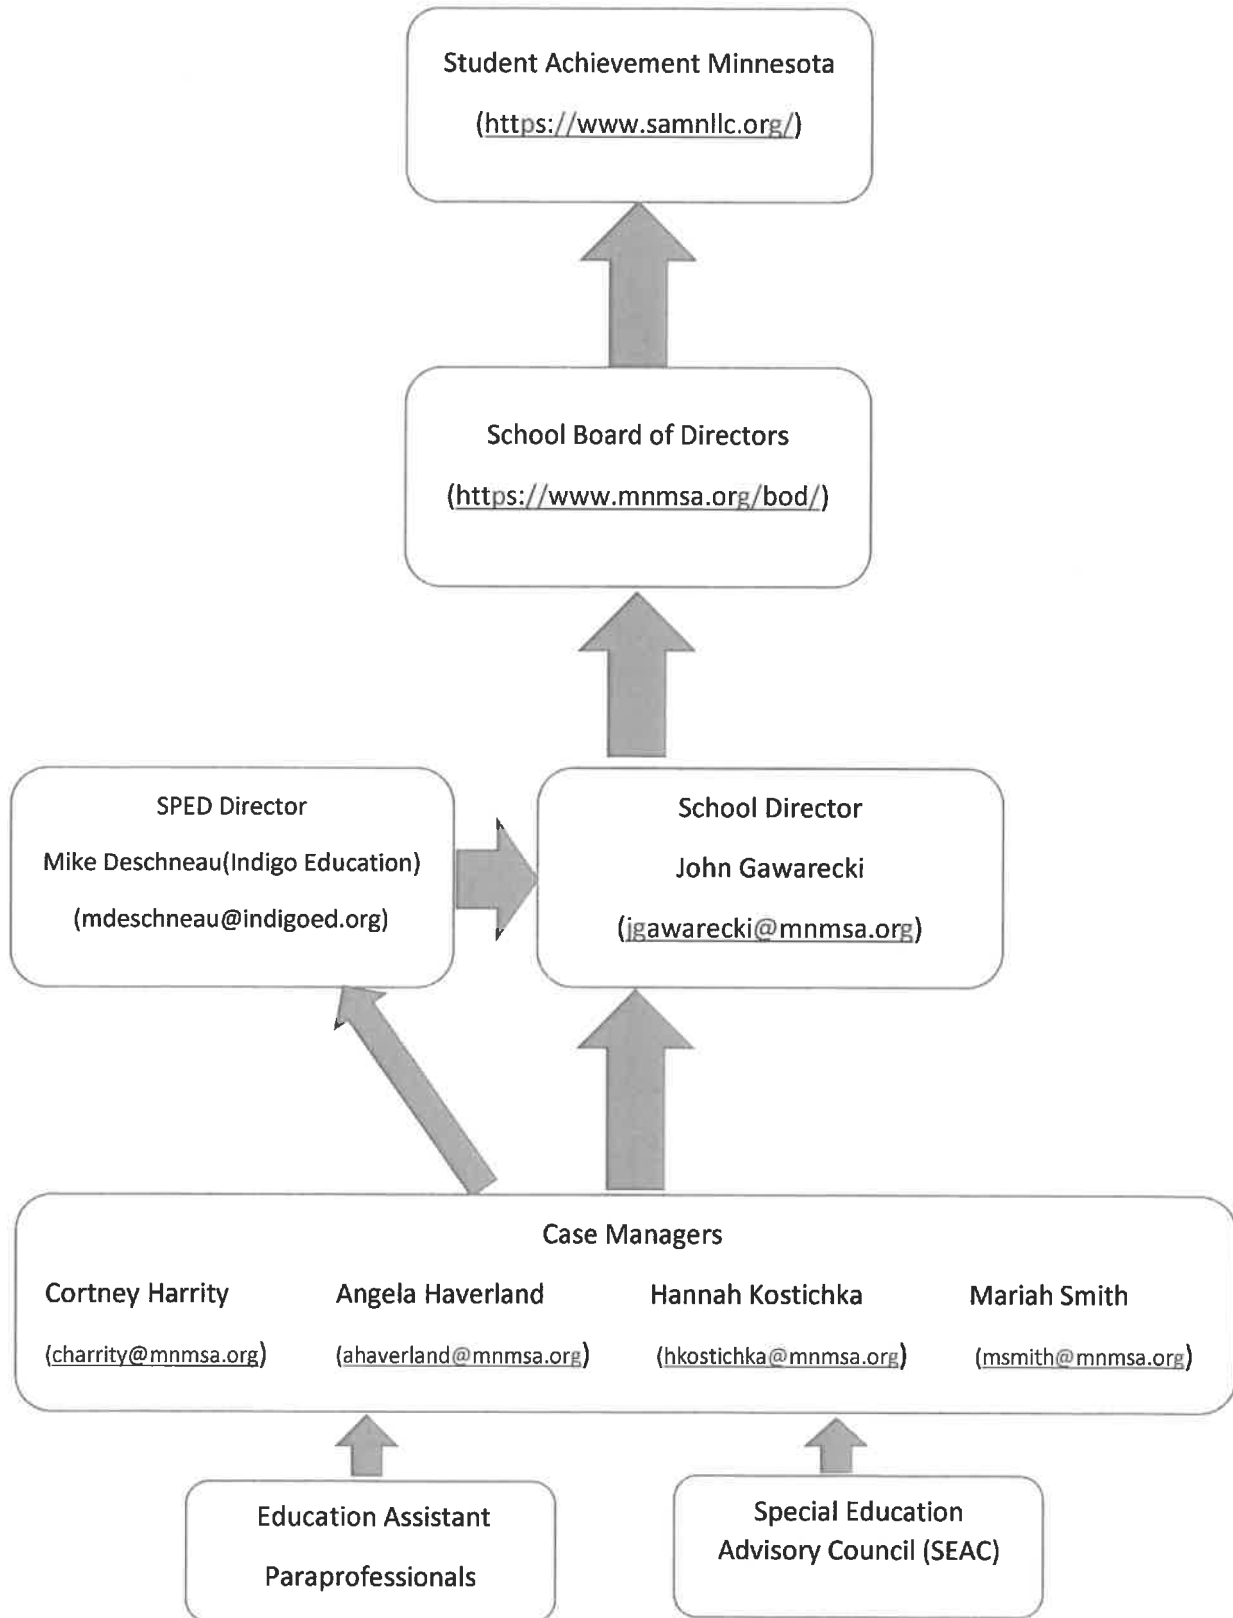 Student Achievement Minnesota
(https://www.samnllc.org/)
School Board of Directors
(https://www.mnmsa.org/bod/)
SPED Director
Mike Deschneau(Indigo Education)
(mdeschneau@indigoed.org)
School Director
John Gawarecki
(jgawarecki@mnmsa.org)
Case Managers
Cortney Harrity
(charrity@mnmsa.org)
Angela Haverland
(ahaverland@mnmsa.org)
Hannah Kostichka
(hkostichka@mnmsa.org)
Mariah Smith
(msmith@mnmsa.org)
Education Assistant
Paraprofessionals
Special Education
Advisory Council (SEAC)